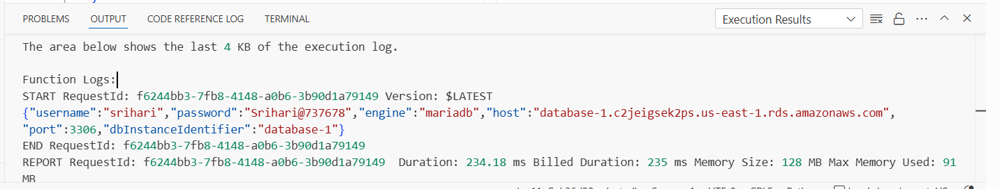 PROBLEMS OUTPUT CODE REFERENCE LOG TERMINAL Execution Results
The area below shows the last 4 KB of the execution log.
Function Logs:
START RequestId: f6244bb3-7fb8-4148-a0b6-3b90d1a79149 Version: $LATEST
{"username":"srihari","password":"Srihari@737678","engine":"mariadb","host":"database-1.c2jeigsek2ps.us-east-1.rds.amazonaws.com",
"port":3306,"dbInstanceIdentifier":"database-1"}
END RequestId: f6244bb3-7fb8-4148-a0b6-3b90d1a79149
REPORT RequestId: f6244bb3-7fb8-4148-a0b6-3b90d1a79149 Duration: 234.18 ms Billed Duration: 235 ms Memory Size: 128 MB Max Memory Used: 91
MB